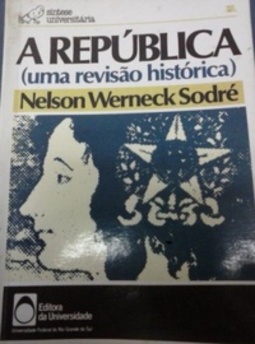 síntese
universitária
A REPÚBLICA
(uma revisão histórica)
Nelson Werneck Sodré
Editora
da Universidade
Universidade Federal do Rio Grande do Sul